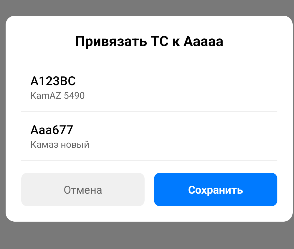 Привязать ТС к Ааааа
А123ВС
KamAZ 5490
Ааа677
Камаз новый
Отмена
Сохранить